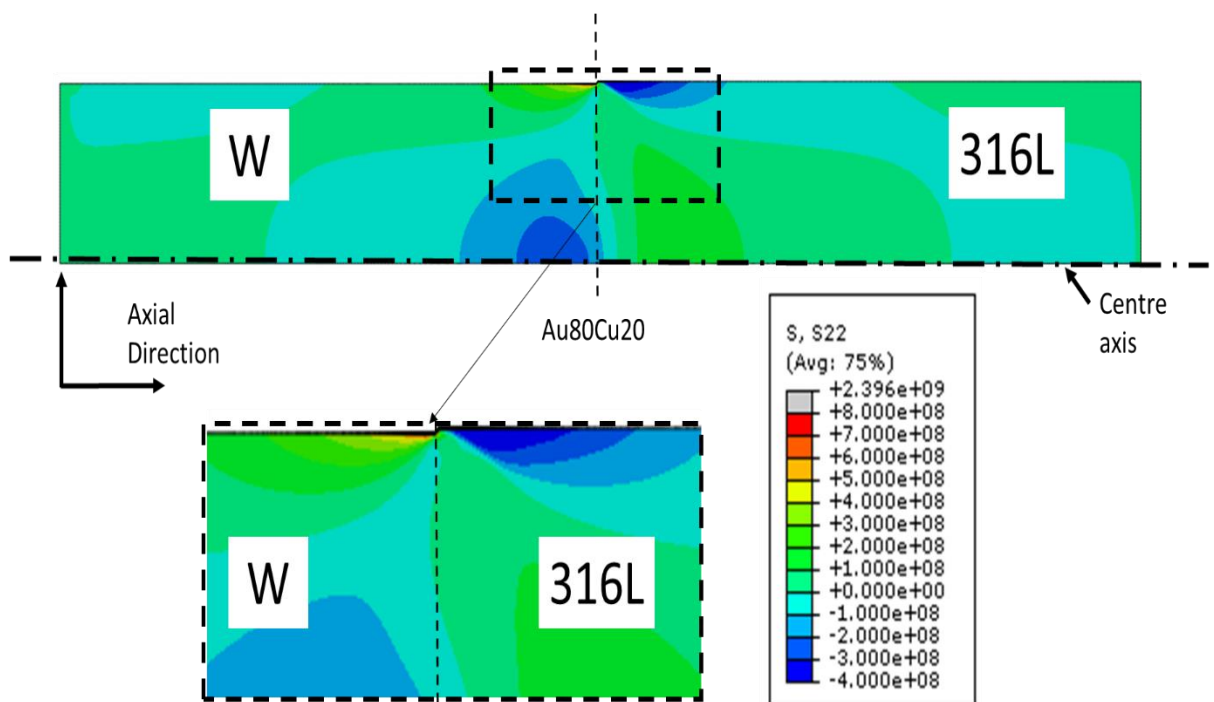 W
316L
Axial
Direction
Au80Cu20
Centre
axis
S, S22
(Avg: 75%)
+2.396e+09
+8.000e+08
+7.000e+08
+6.000e+08
+5.000e+08
+4.000e+08
+3.000e+08
+2.000e+08
+1.000e+08
+0.000e+00
-1.000e+08
-2.000e+08
-3.000e+08
-4.000e+08
W
316L